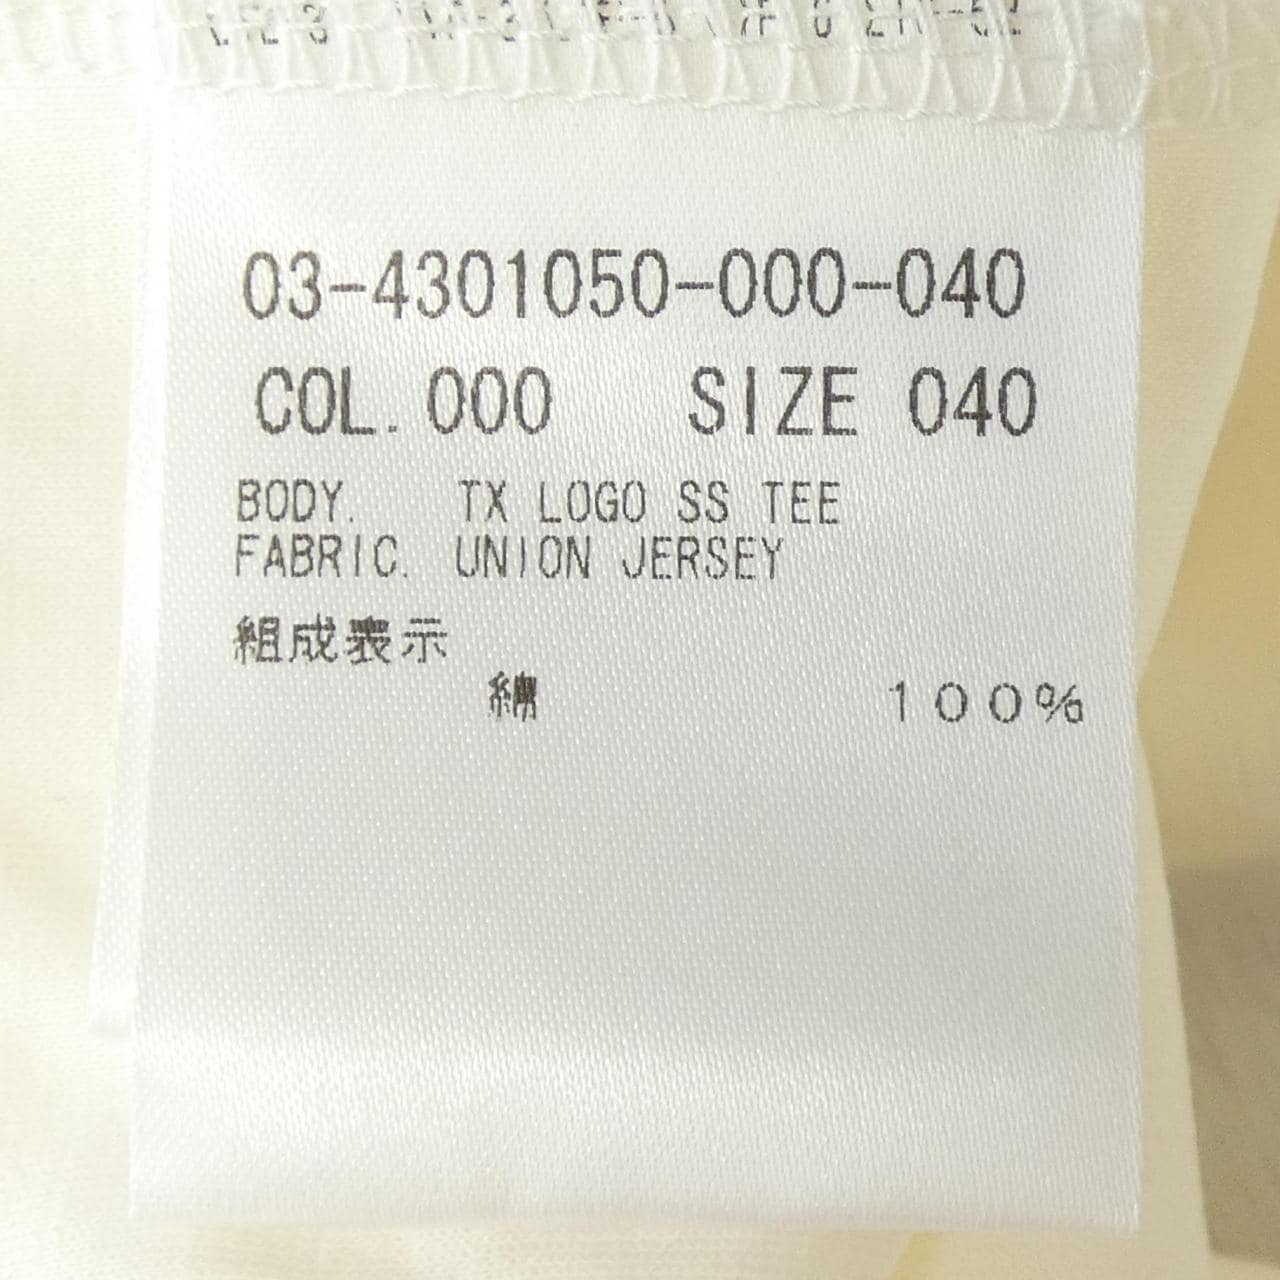 03-4301050-000-040
COL. 000 SIZE 040
BODY. TX LOGO SS TEE
FABRIC. UNION JERSEY
組成表示
綿 100%